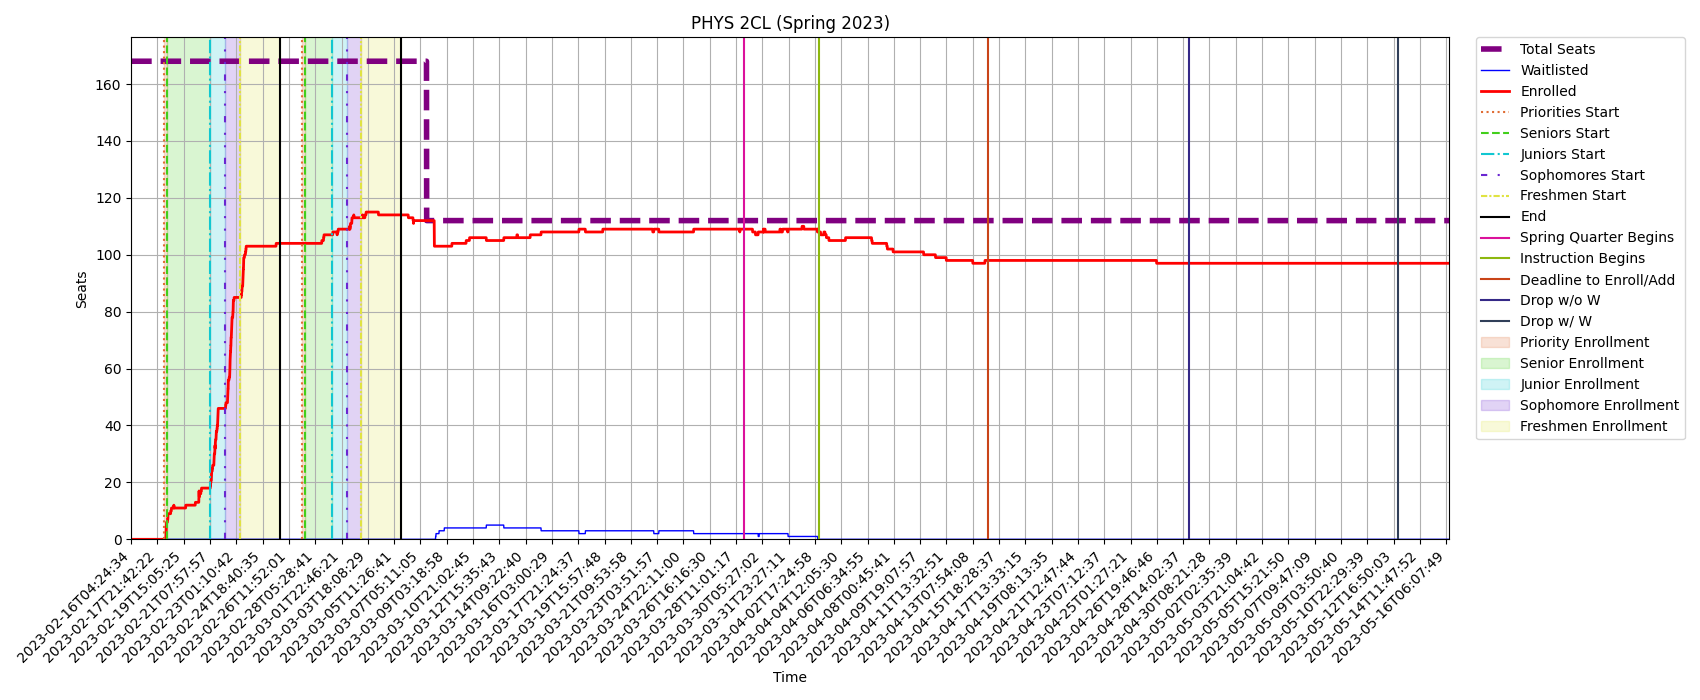 PHYS 2CL (Spring 2023)
Seats
160
140
120
100
80
60
40
20
0
2023-02-16T04:24:34
2023-02-17T21:42:22
2023-02-19T15:05:25
2023-02-21T07:57:57
2023-02-23T01:10:42
2023-02-24T18:40:35
2023-02-26T11:52:01
2023-02-28T05:28:41
2023-03-01T22:46:21
2023-03-03T18:08:29
2023-03-05T11:26:41
2023-03-07T05:11:05
2023-03-09T03:18:58
2023-03-10T21:02:45
2023-03-12T15:35:43
2023-03-14T09:22:40
2023-03-16T03:00:29
2023-03-17T21:24:37
2023-03-19T15:57:48
2023-03-21T09:53:58
2023-03-23T03:51:57
2023-03-24T22:11:00
2023-03-26T16:16:30
2023-03-28T11:01:17
2023-03-30T05:27:02
2023-03-31T23:27:11
2023-04-02T17:24:58
2023-04-04T12:05:30
2023-04-06T06:34:55
2023-04-08T00:45:41
2023-04-09T19:07:57
2023-04-11T13:32:51
2023-04-13T07:54:08
2023-04-15T18:28:37
2023-04-17T13:33:15
2023-04-19T08:13:35
2023-04-21T12:47:44
2023-04-23T07:12:37
2023-04-25T01:27:21
2023-04-26T19:46:46
2023-04-28T14:02:37
2023-04-30T08:21:28
2023-05-02T02:35:39
2023-05-03T21:04:42
2023-05-05T15:21:50
2023-05-07T09:47:09
2023-05-09T03:50:40
2023-05-10T22:29:39
2023-05-12T16:50:03
2023-05-14T11:47:52
2023-05-16T06:07:49
Time
Total Seats
Waitlisted
Enrolled
Priorities Start
Seniors Start
Juniors Start
Sophomores Start
Freshmen Start
End
Spring Quarter Begins
Instruction Begins
Deadline to Enroll/Add
Drop w/o W
Drop w/ W
Priority Enrollment
Senior Enrollment
Junior Enrollment
Sophomore Enrollment
Freshmen Enrollment